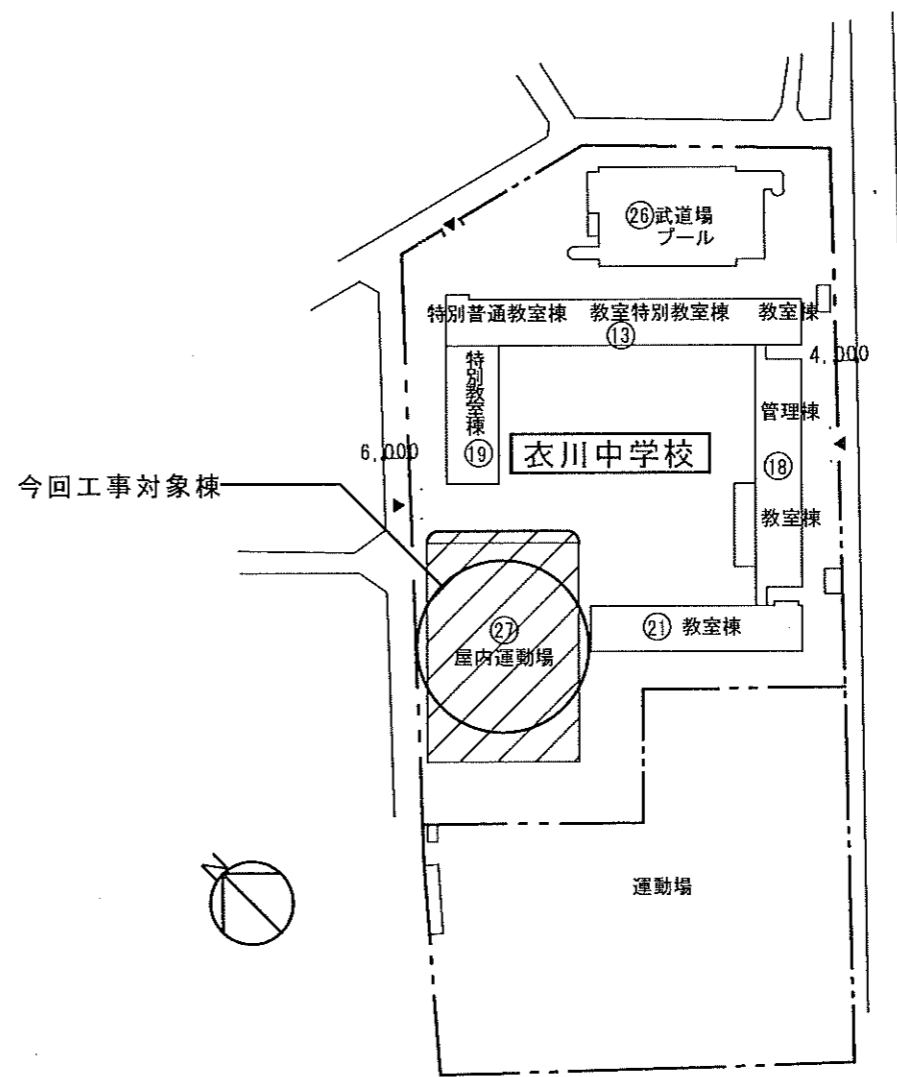 ㉖武道場
プール
特別普通教室棟 教室特別教室棟 教室棟
⑬
4,000
特別教室棟
⑲
管理棟
⑱
教室棟
6,000
衣川中学校
今回工事対象棟
㉗
屋内運動場
㉑ 教室棟
運動場